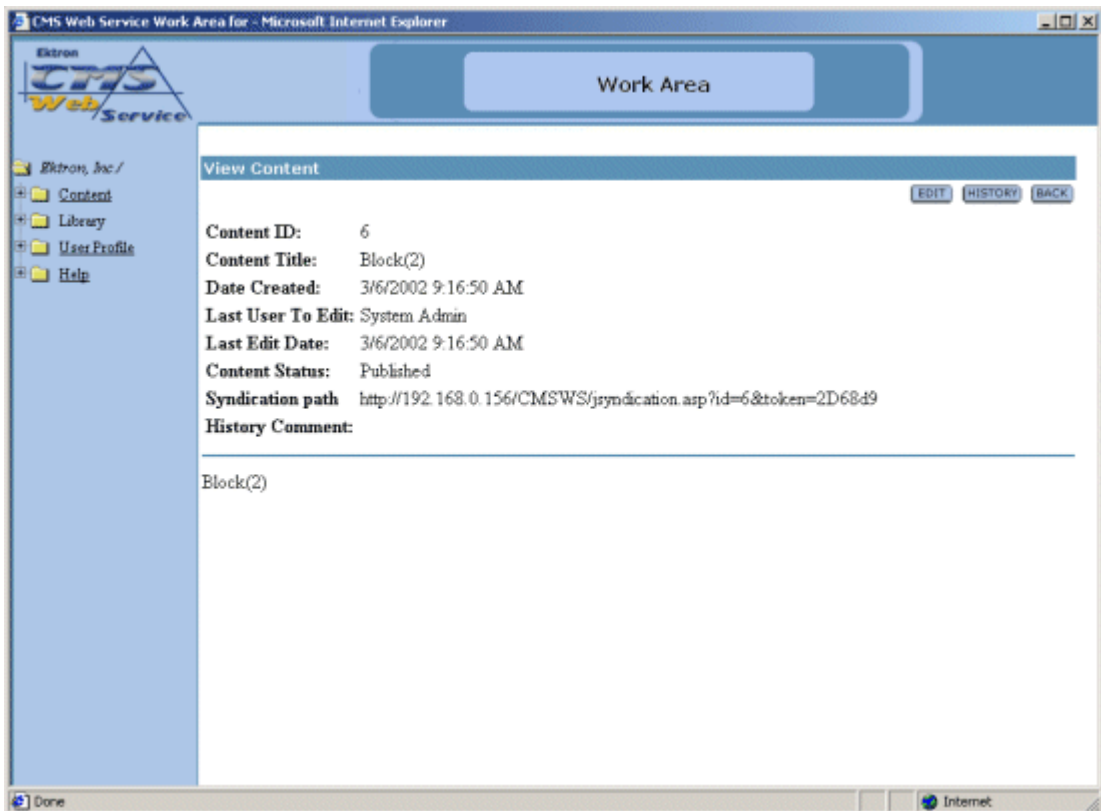 CMS Web Service Work Area for - Microsoft Internet Explorer
Ektron
CMS
Web
Service
Work Area
Ektron, Inc./
Content
Library
User Profile
Help
View Content
EDIT HISTORY BACK
Content ID: 6
Content Title: Block(2)
Date Created: 3/6/2002 9:16:50 AM
Last User To Edit: System Admin
Last Edit Date: 3/6/2002 9:16:50 AM
Content Status: Published
Syndication path http://192.168.0.156/CMSWS/jsyndication.asp?id=6&token=2D68d9
History Comment:
Block(2)
Done
Internet